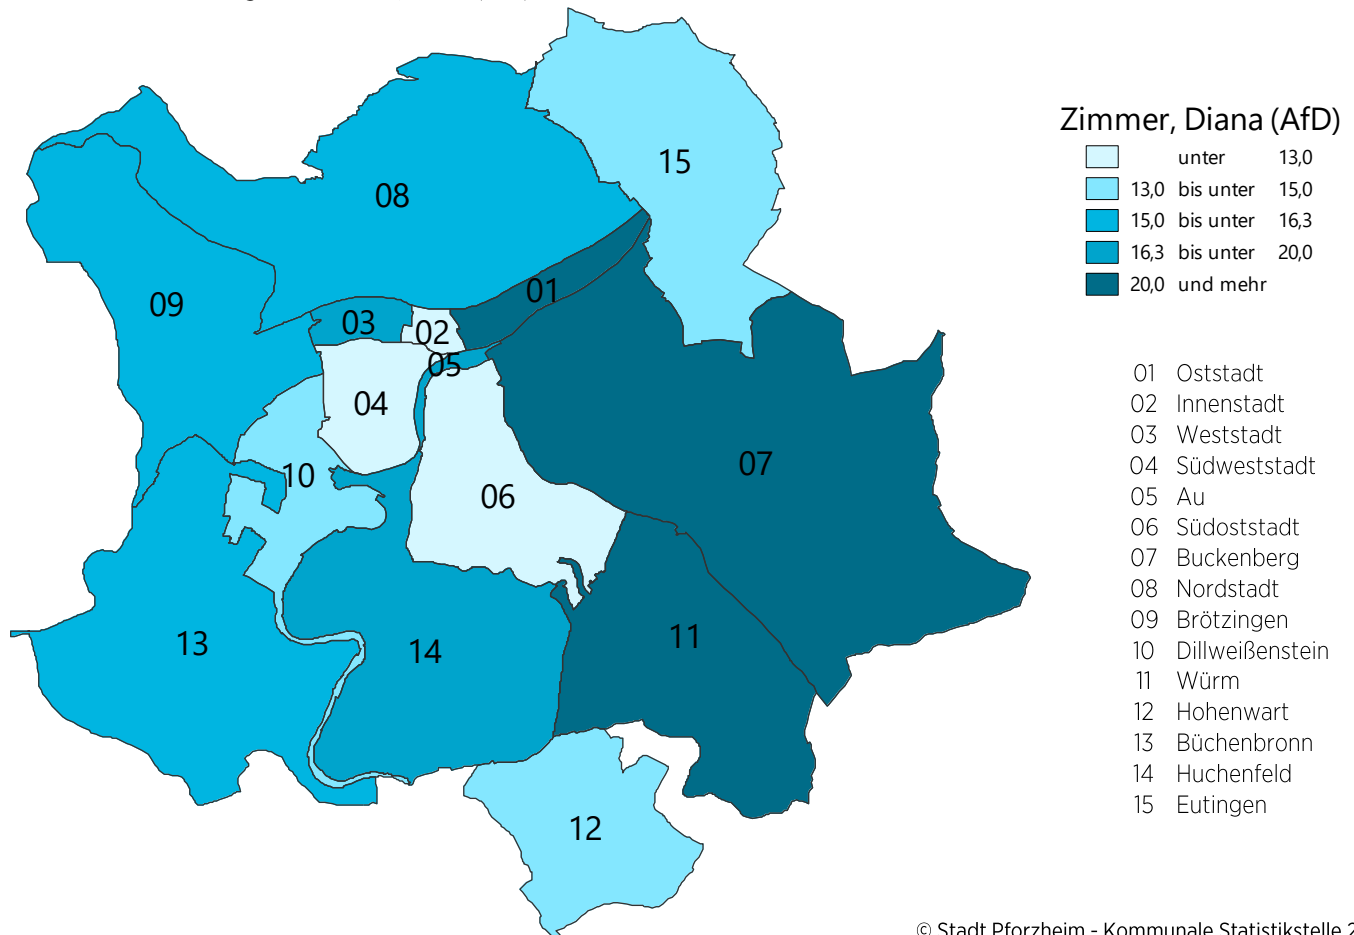 Zimmer, Diana (AfD)
unter 13,0
13,0 bis unter 15,0
15,0 bis unter 16,3
16,3 bis unter 20,0
20,0 und mehr
15
08
09
01
03
02
05
04
10
06
07
13
14
11
12
01 Oststadt
02 Innenstadt
03 Weststadt
04 Südweststadt
05 Au
06 Südoststadt
07 Buckenberg
08 Nordstadt
09 Brötzingen
10 Dillweißenstein
11 Würm
12 Hohenwart
13 Büchenbronn
14 Huchenfeld
15 Eutingen
© Stadt Pforzheim - Kommunale Statistikstelle 2